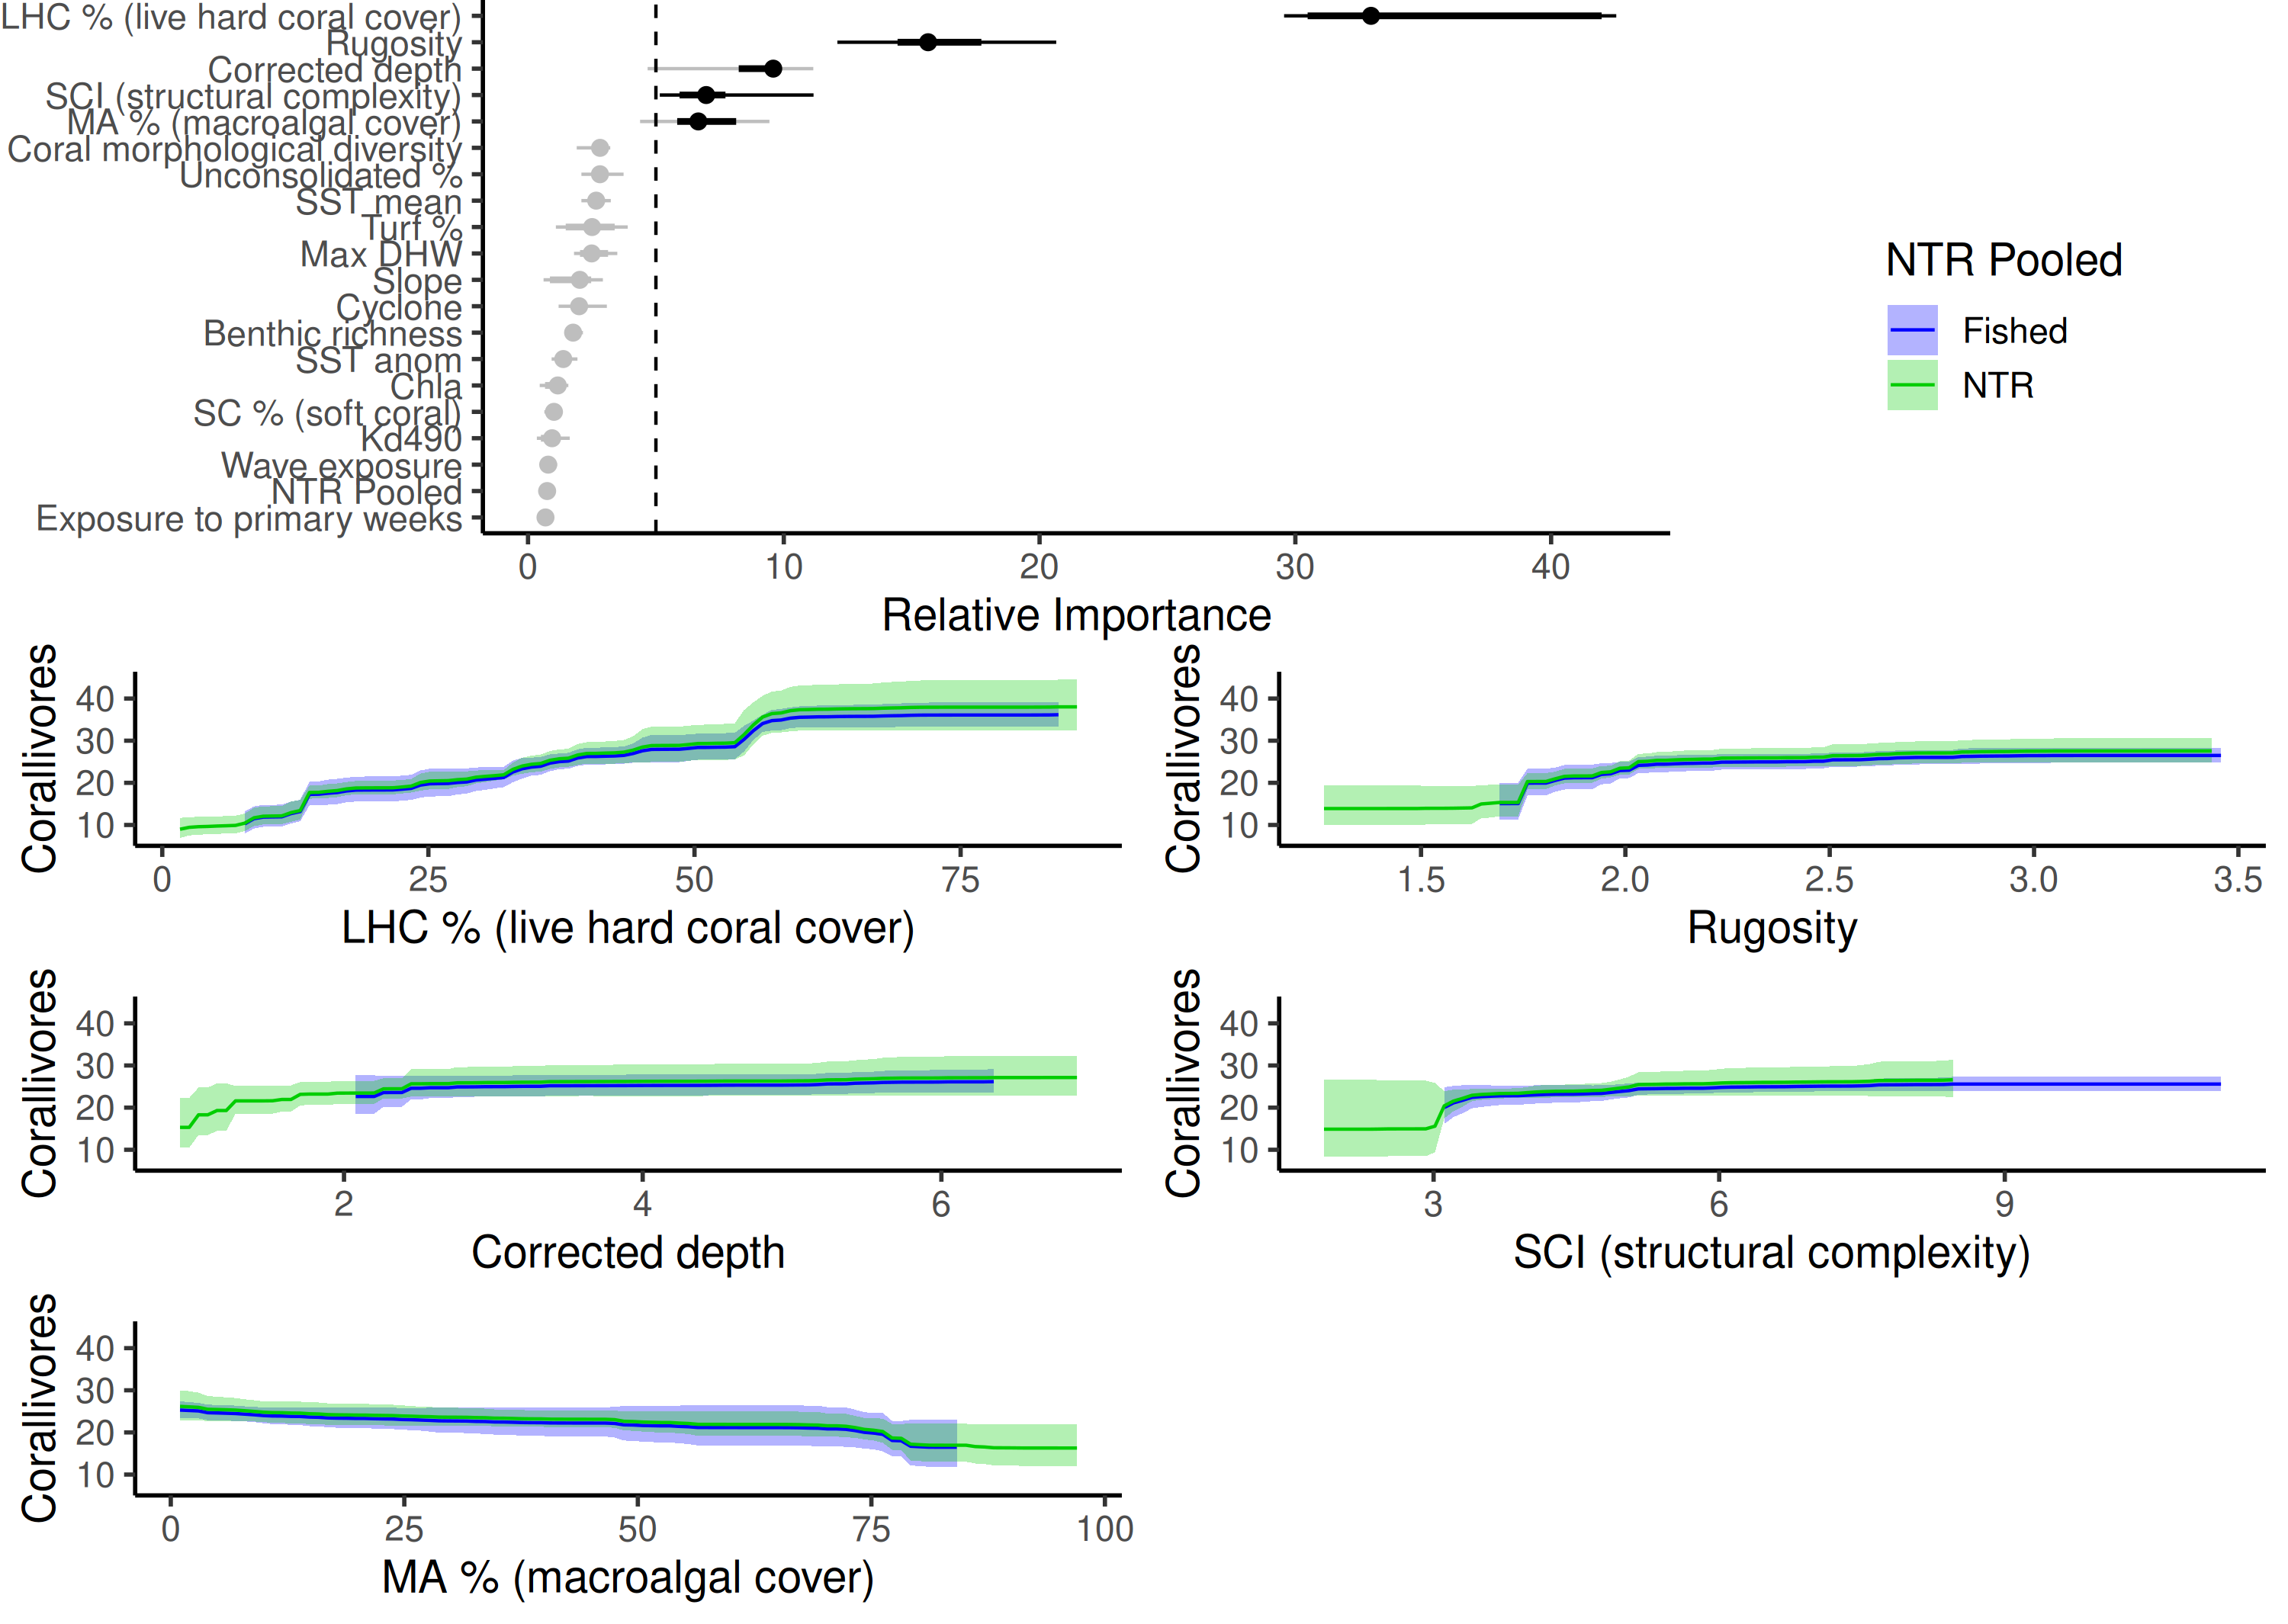 LHC % (live hard coral cover)
Rugosity
Corrected depth
SCI (structural complexity)
MA % (macroalgal cover)
Coral morphological diversity
Unconsolidated %
SST mean
Turf %
Max DHW
Slope
Cyclone
Benthic richness
SST anom
Chla
SC % (soft coral)
Kd490
Wave exposure
NTR Pooled
Exposure to primary weeks
0 10 20 30 40
Relative Importance
NTR Pooled
Fished
NTR
Corallivores
40
30
20
10
0 25 50 75
LHC % (live hard coral cover)
Corallivores
40
30
20
10
1.5 2.0 2.5 3.0 3.5
Rugosity
Corallivores
40
30
20
10
2 4 6
Corrected depth
Corallivores
40
30
20
10
3 6 9
SCI (structural complexity)
Corallivores
40
30
20
10
0 25 50 75 100
MA % (macroalgal cover)